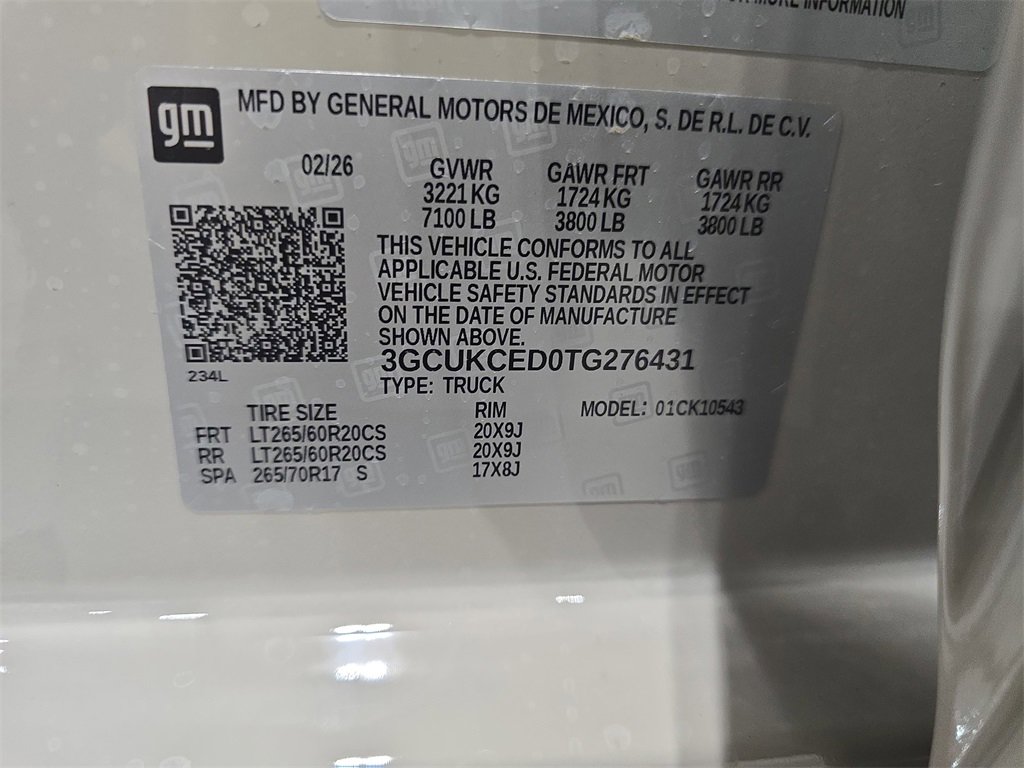 FOR MORE INFORMATION
gm
MFD BY GENERAL MOTORS DE MEXICO, S. DE R.L. DE C.V.
02/26 GVWR GAWR FRT GAWR RR
3221 KG 1724 KG 1724 KG
7100 LB 3800 LB 3800 LB
THIS VEHICLE CONFORMS TO ALL
APPLICABLE U.S. FEDERAL MOTOR
VEHICLE SAFETY STANDARDS IN EFFECT
ON THE DATE OF MANUFACTURE
SHOWN ABOVE.
3GCUKCED0TG276431
234L
TYPE: TRUCK
TIRE SIZE RIM MODEL: 01CK10543
FRT LT265/60R20CS 20X9J
RR LT265/60R20CS 20X9J
SPA 265/70R17 S 17X8J